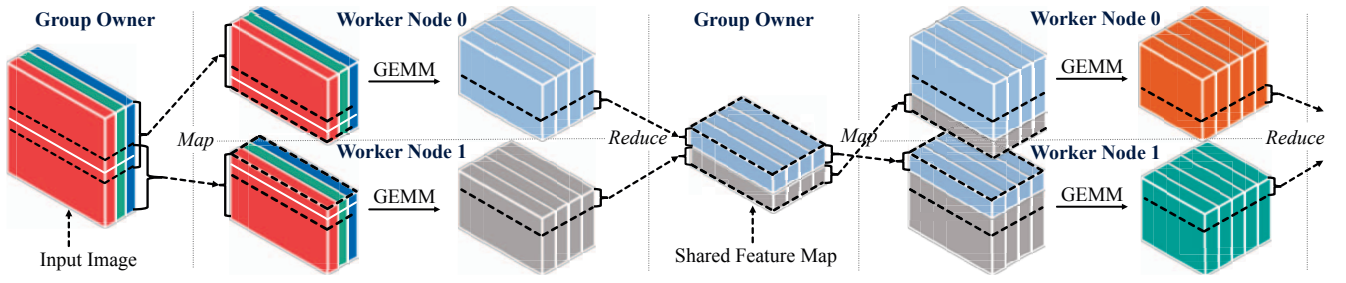 Group Owner
Worker Node 0
Group Owner
Worker Node 0
GEMM
GEMM
Map
Reduce
Map
Reduce
Worker Node 1
Worker Node 1
GEMM
GEMM
Input Image
Shared Feature Map